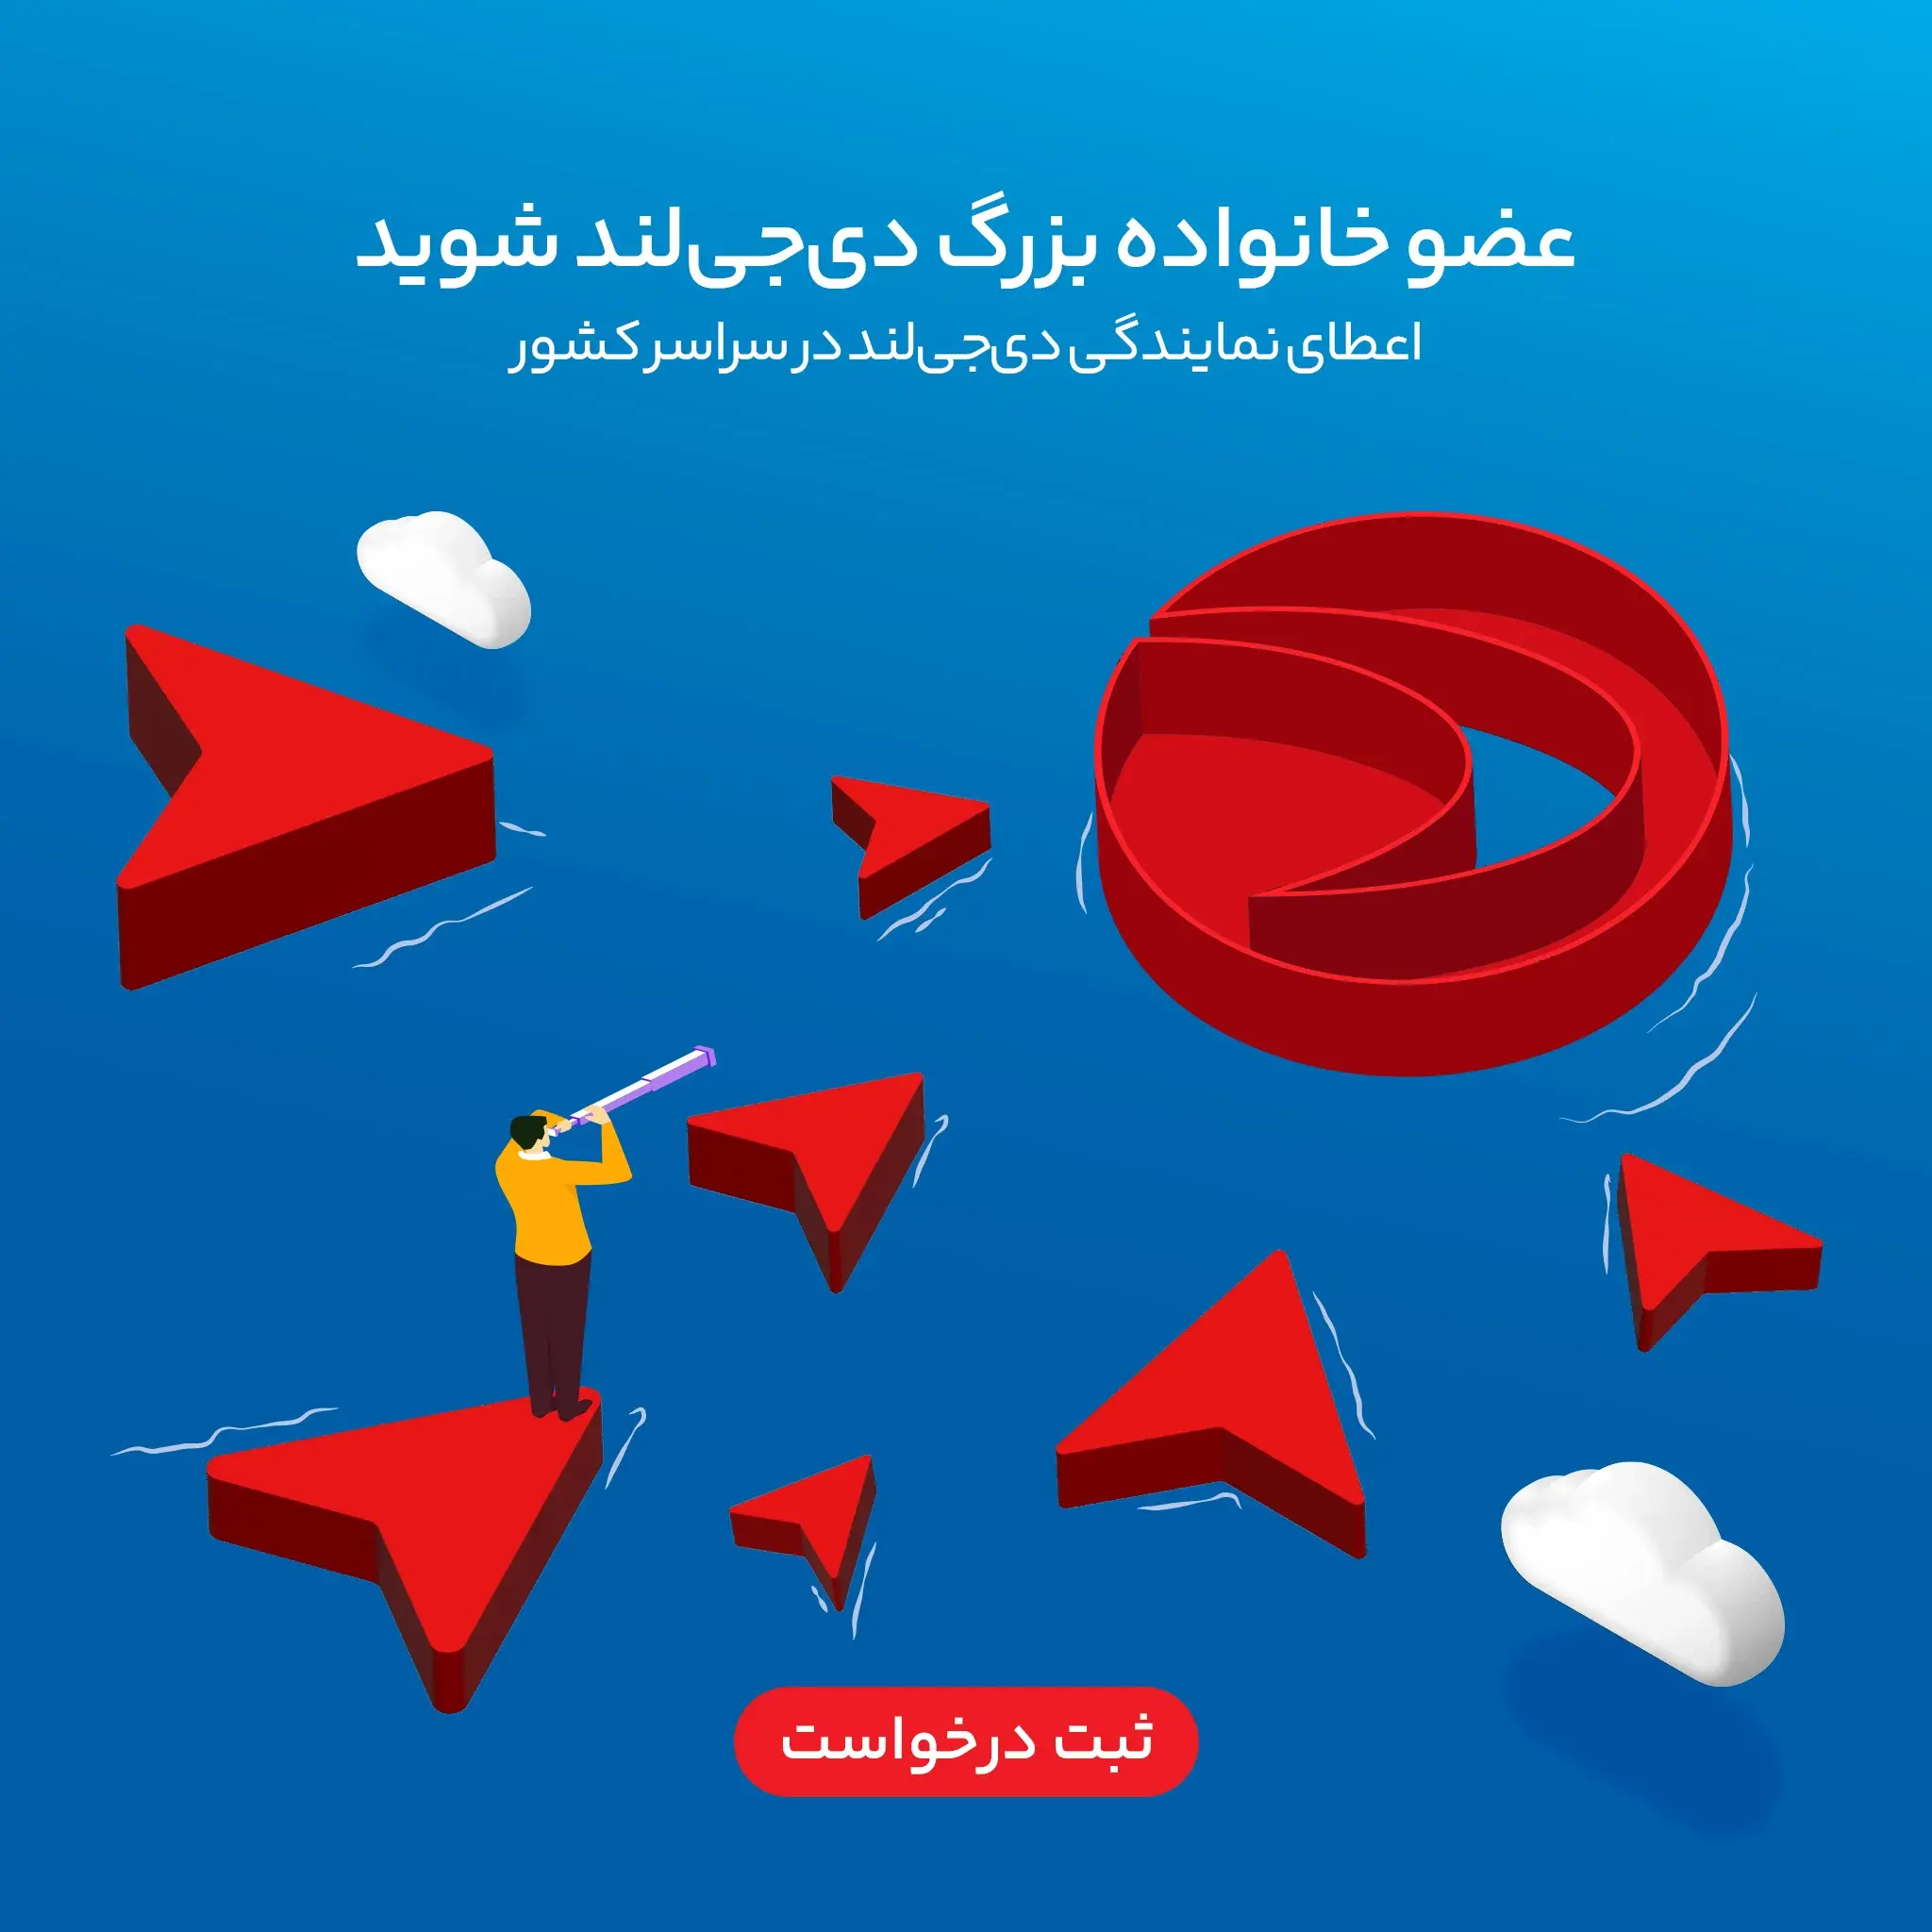 عضو خانواده بزرگ دی‌جی‌لند شوید
اعطای نمایندگی دی‌جی‌لند در سراسر کشور
ثبت درخواست